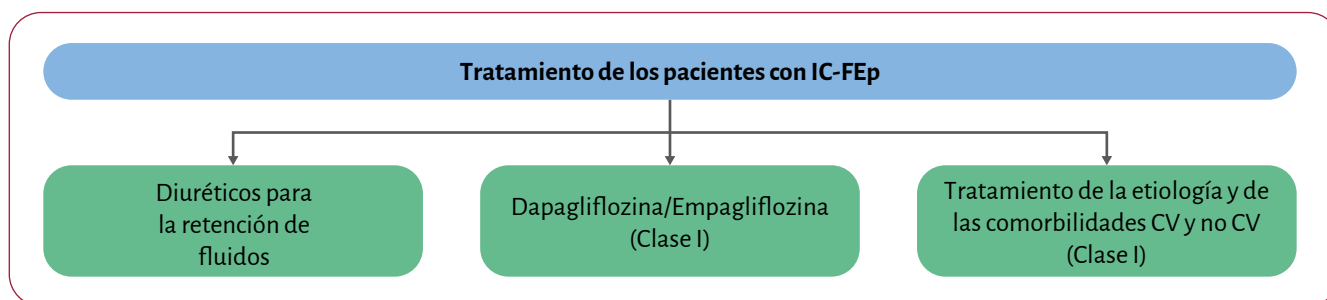 Tratamiento de los pacientes con IC-FEp
Diuréticos para
la retención de
fluidos
Dapagliflozina/Empagliflozina
(Clase I)
Tratamiento de la etiología y de
las comorbilidades CV y no CV
(Clase I)